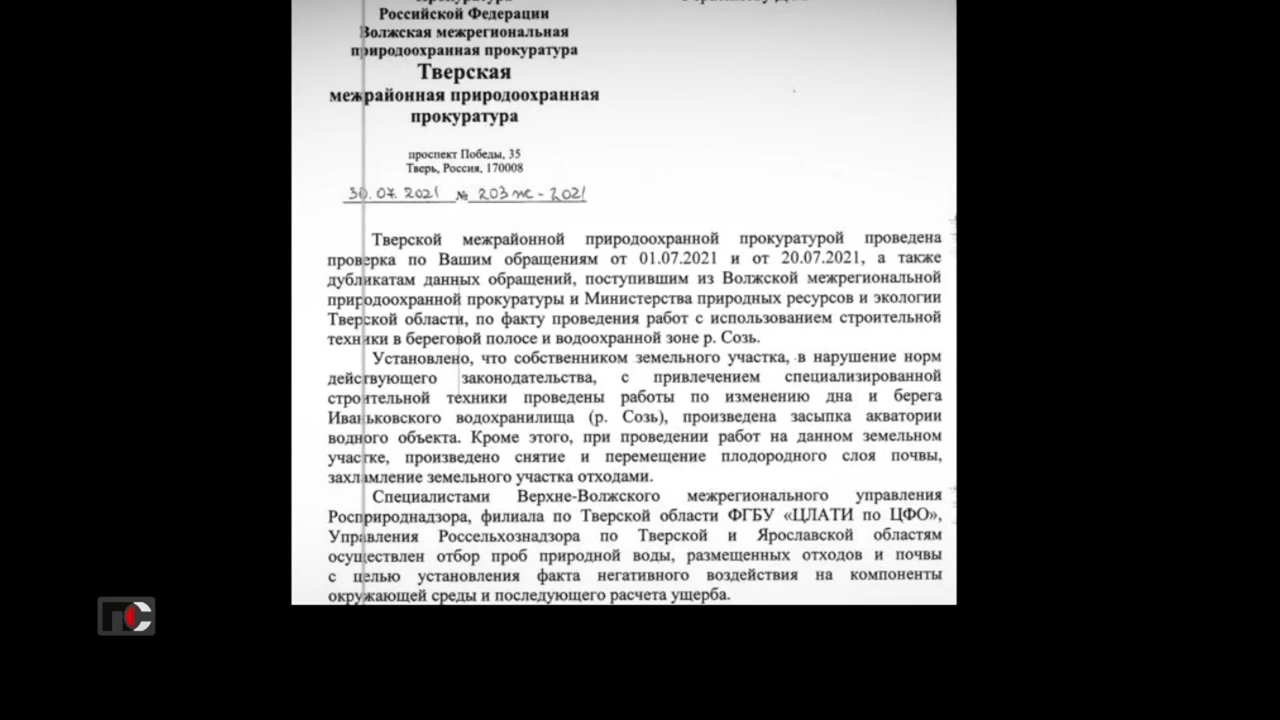 Российской Федерации
Волжская межрегиональная
природоохранная прокуратура
Тверская
межрайонная природоохранная
прокуратура
проспект Победы, 35
Тверь, Россия, 170008
30.07.2021 № 203ж-2021
Тверской межрайонной природоохранной прокуратурой проведена
проверка по Вашим обращениям от 01.07.2021 и от 20.07.2021, а также
дубликатам данных обращений, поступившим из Волжской межрегиональной
природоохранной прокуратуры и Министерства природных ресурсов и экологии
Тверской области, по факту проведения работ с использованием строительной
техники в береговой полосе и водоохранной зоне р. Созь.
Установлено, что собственником земельного участка, в нарушение норм
действующего законодательства, с привлечением специализированной
строительной техники проведены работы по изменению дна и берега
Иваньковского водохранилища (р. Созь), произведена засыпка акватории
водного объекта. Кроме этого, при проведении работ на данном земельном
участке, произведено снятие и перемещение плодородного слоя почвы,
захламление земельного участка отходами.
Специалистами Верхне-Волжского межрегионального управления
Росприроднадзора, филиала по Тверской области ФГБУ «ЦЛАТИ по ЦФО»,
Управления Россельхознадзора по Тверской и Ярославской областям
осуществлен отбор проб природной воды, размещенных отходов и почвы
с целью установления факта негативного воздействия на компоненты
окружающей среды и последующего расчета ущерба.
ПС